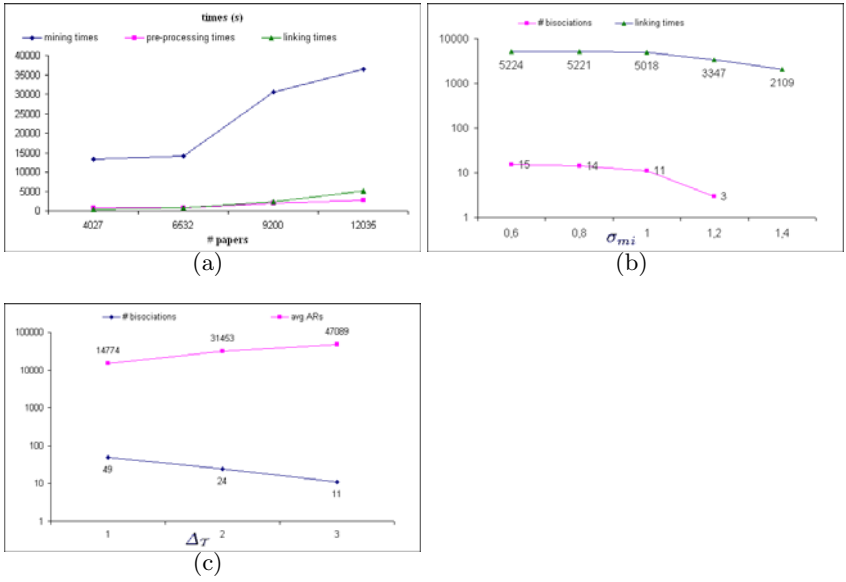 times (s)
mining times pre-processing times linking times
40000
35000
30000
25000
20000
15000
10000
5000
0
4027 6632 9200 12035
# papers
(a)
# bisociations linking times
10000
1000
100
10
1
5224 5221 5018 3347 2109
15 14 11 3
0,6 0,8 1 1,2 1,4
σmi
(b)
# bisociations avg ARs
100000
10000
1000
100
10
1
14774 31453 47089
49 24 11
1 2 3
Δ𝒯
(c)